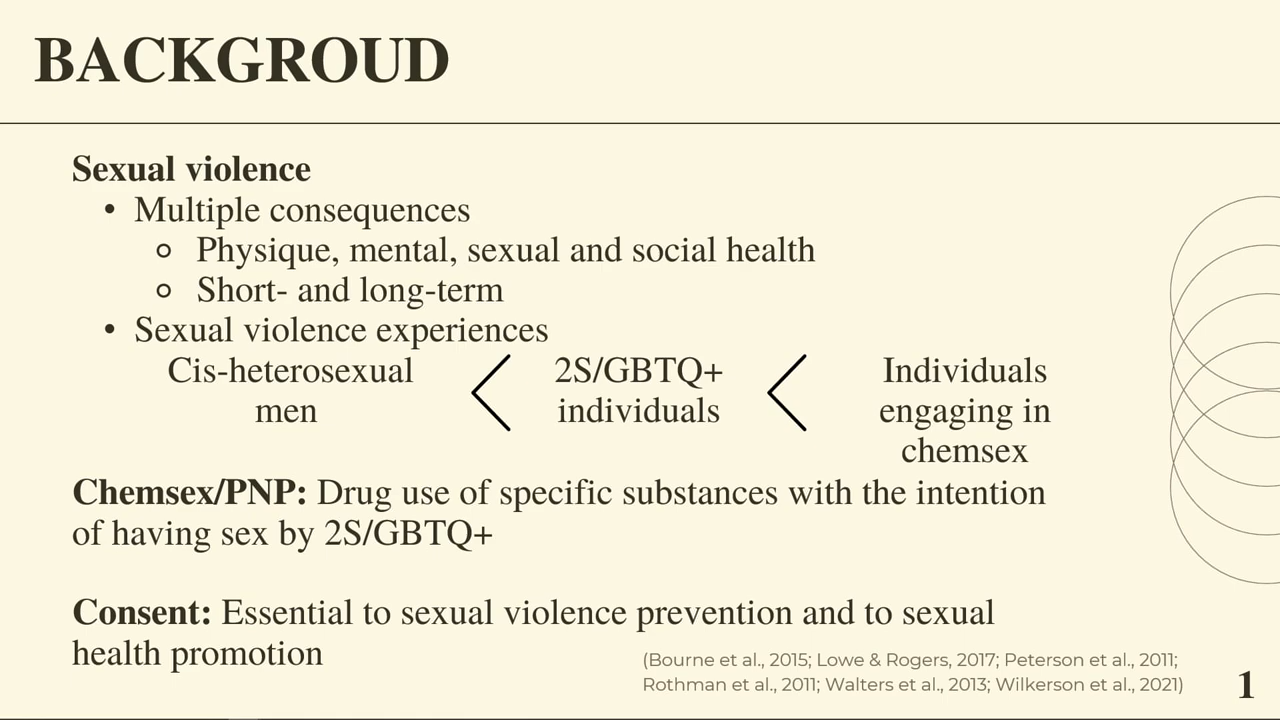 BACKGROUD
Sexual violence
• Multiple consequences
○ Physique, mental, sexual and social health
○ Short- and long-term
• Sexual violence experiences
Cis-heterosexual
men
<
2S/GBTQ+
individuals
<
Individuals
engaging in
chemsex
Chemsex/PNP: Drug use of specific substances with the intention
of having sex by 2S/GBTQ+
Consent: Essential to sexual violence prevention and to sexual
health promotion
(Bourne et al., 2015; Lowe & Rogers, 2017; Peterson et al., 2011;
Rothman et al., 2011; Walters et al., 2013; Wilkerson et al., 2021)
1